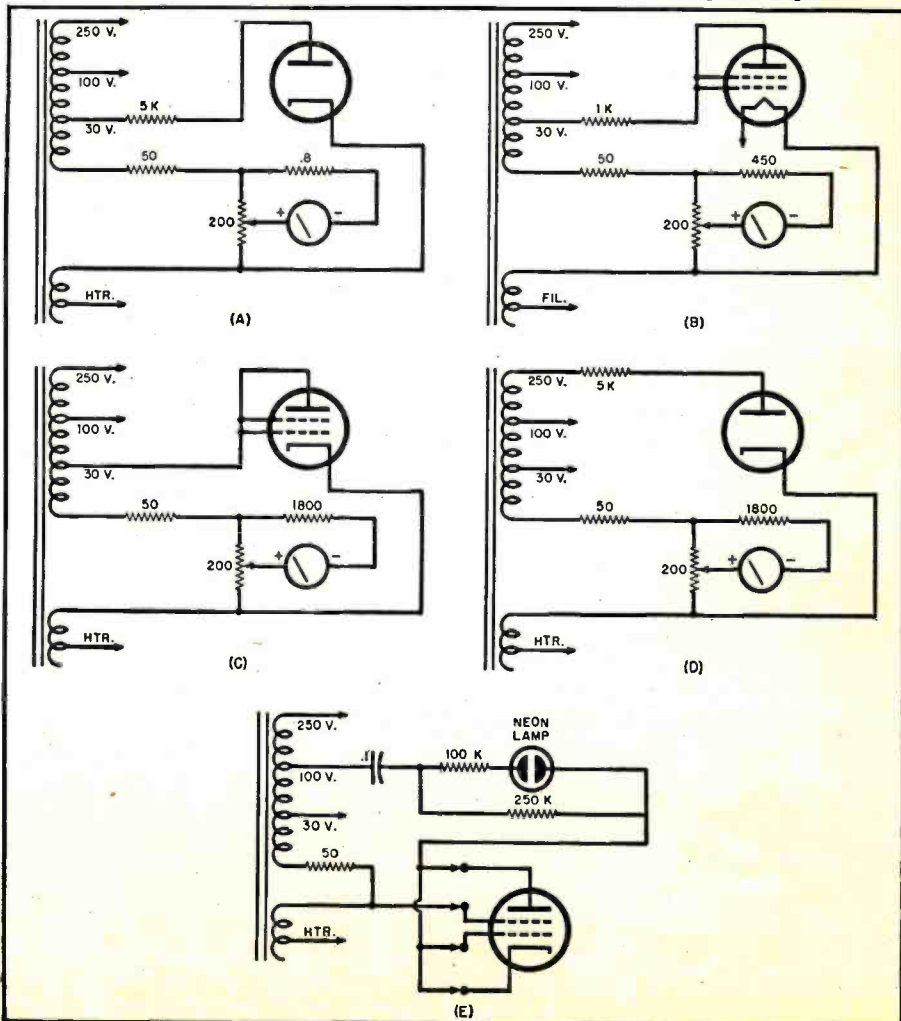 250 V.
100 V.
5 K
30 V.
50
.8
200
+
-
HTR.
(A)
250 V.
100 V.
1 K
30 V.
50
450
200
+
-
FIL.
(B)
250 V.
100 V.
30 V.
50
1800
200
+
-
HTR.
(C)
250 V.
5 K
100 V.
30 V.
50
1800
200
+
-
HTR.
(D)
250 V.
NEON
LAMP
.1
100 K
100 V.
250 K
30 V.
50
HTR.
(E)